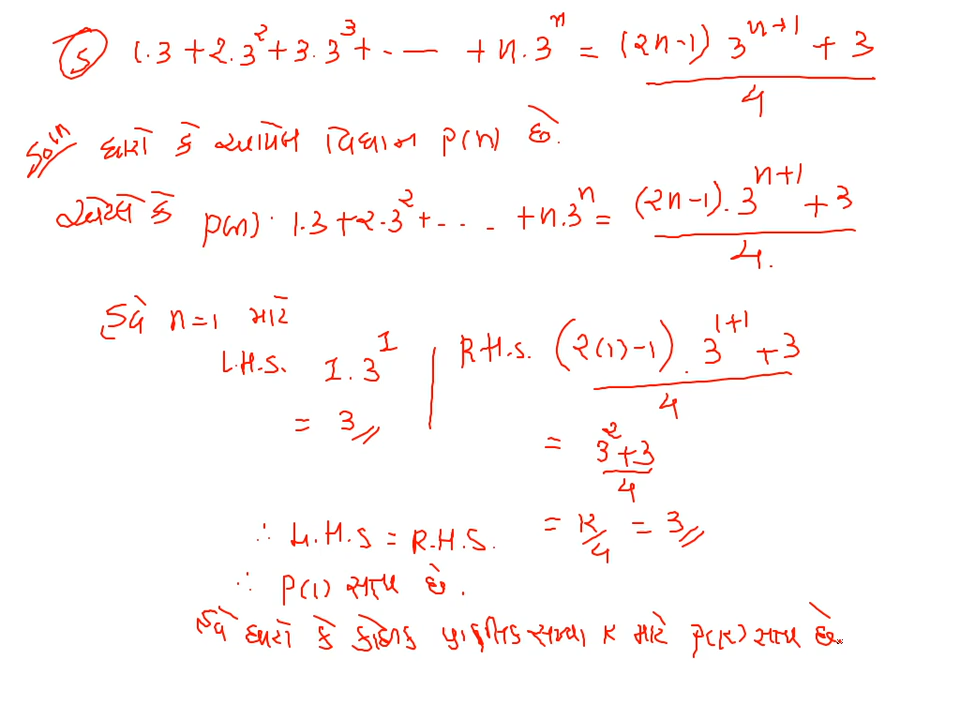 (5) 1.3 + 2.3² + 3.3³ + - — + n.3ⁿ = ((2n-1) 3ⁿ⁺¹ + 3)/4
Solⁿ ધારો કે આપેલ વિધાન P(n) છે.
એટલે કે P(n): 1.3 + 2.3² + - - - + n.3ⁿ = ((2n-1).3ⁿ⁺¹ + 3)/4.
હવે n=1 માટે
L.H.S. 1.3¹ | R.H.S. ((2(1)-1).3¹⁺¹ + 3)/4
= 3 = (3²+3)/4
∴ L.H.S = R.H.S. = 12/4 = 3
∴ P(1) સત્ય છે.
હવે ધારો કે કોઈક પ્રાકૃતિક સંખ્યા k માટે P(k) સત્ય છે.